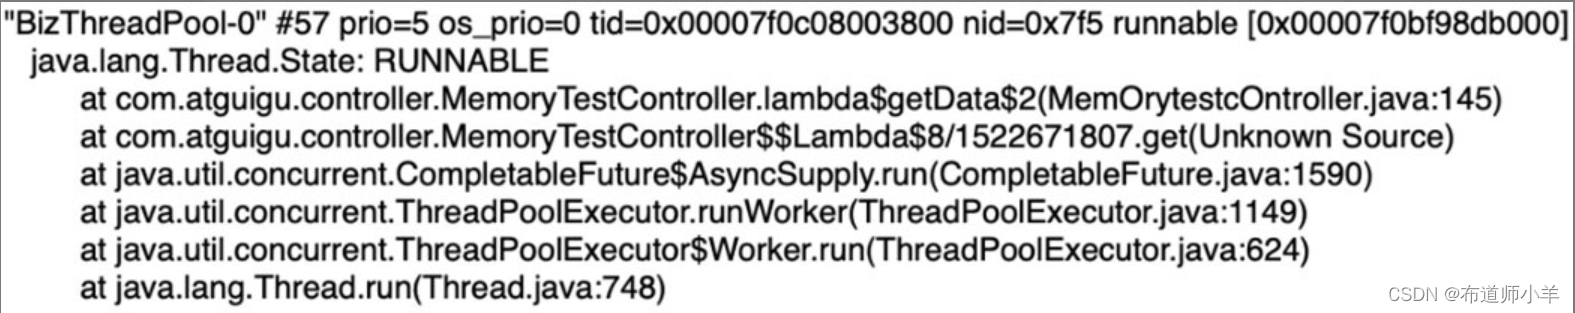 "BizThreadPool-0" #57 prio=5 os_prio=0 tid=0x00007f0c08003800 nid=0x7f5 runnable [0x00007f0bf98db000]
java.lang.Thread.State: RUNNABLE
at com.atguigu.controller.MemoryTestController.lambda$getData$2(MemOrytestcOntroller.java:145)
at com.atguigu.controller.MemoryTestController$$Lambda$8/1522671807.get(Unknown Source)
at java.util.concurrent.CompletableFuture$AsyncSupply.run(CompletableFuture.java:1590)
at java.util.concurrent.ThreadPoolExecutor.runWorker(ThreadPoolExecutor.java:1149)
at java.util.concurrent.ThreadPoolExecutor$Worker.run(ThreadPoolExecutor.java:624)
at java.lang.Thread.run(Thread.java:748)
CSDN @布道师小羊